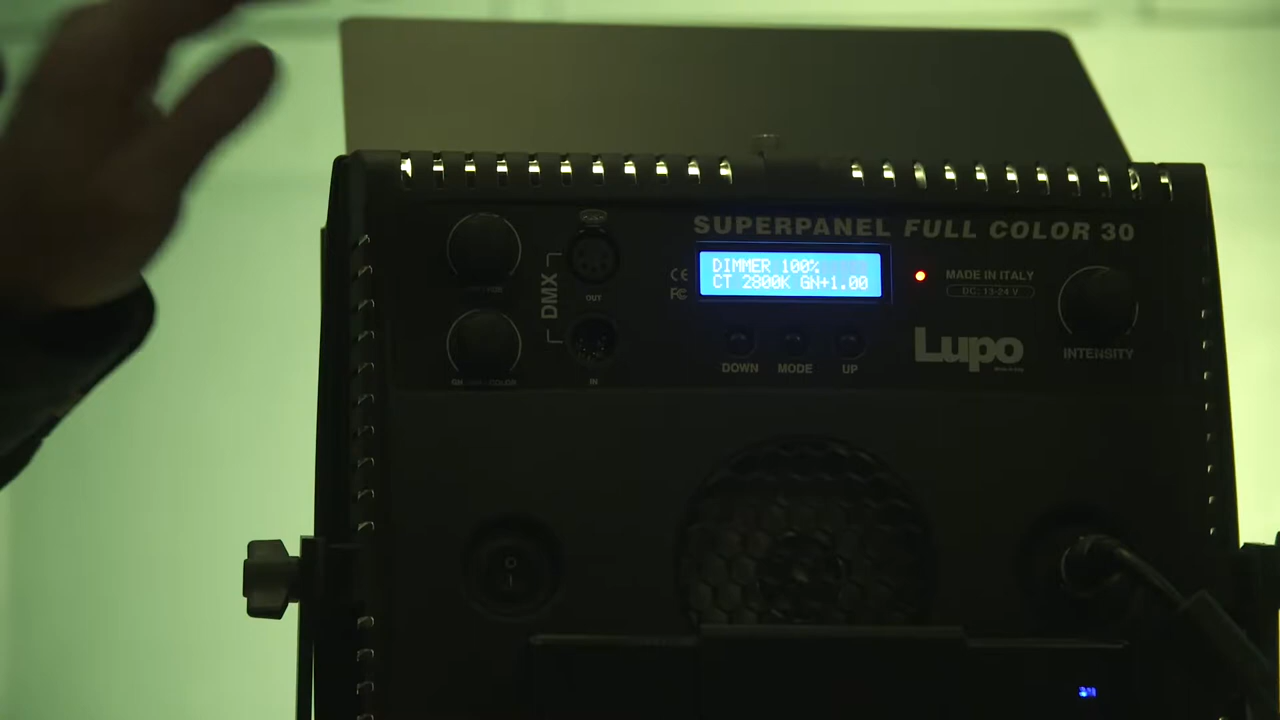 SUPERPANEL FULL COLOR 30
DIMMER 100%
CT 2800K GN+1.00
CE
FC
MADE IN ITALY
DC: 13-24 V
DMX
OUT
IN
DOWN
MODE
UP
Lupo
INTENSITY
COLOR
O
I